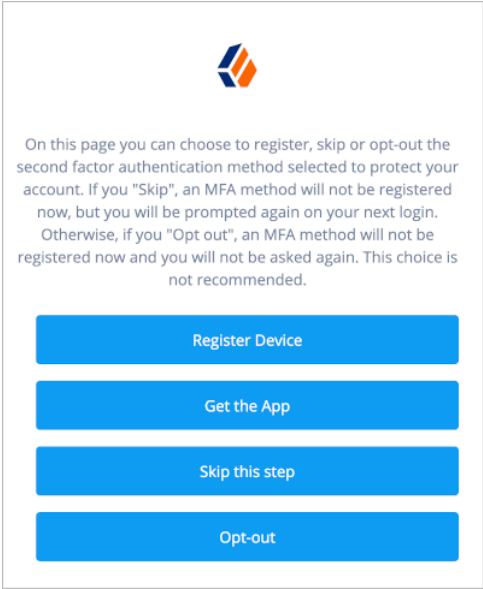 On this page you can choose to register, skip or opt-out the
second factor authentication method selected to protect your
account. If you "Skip", an MFA method will not be registered
now, but you will be prompted again on your next login.
Otherwise, if you "Opt out", an MFA method will not be
registered now and you will not be asked again. This choice is
not recommended.
Register Device
Get the App
Skip this step
Opt-out